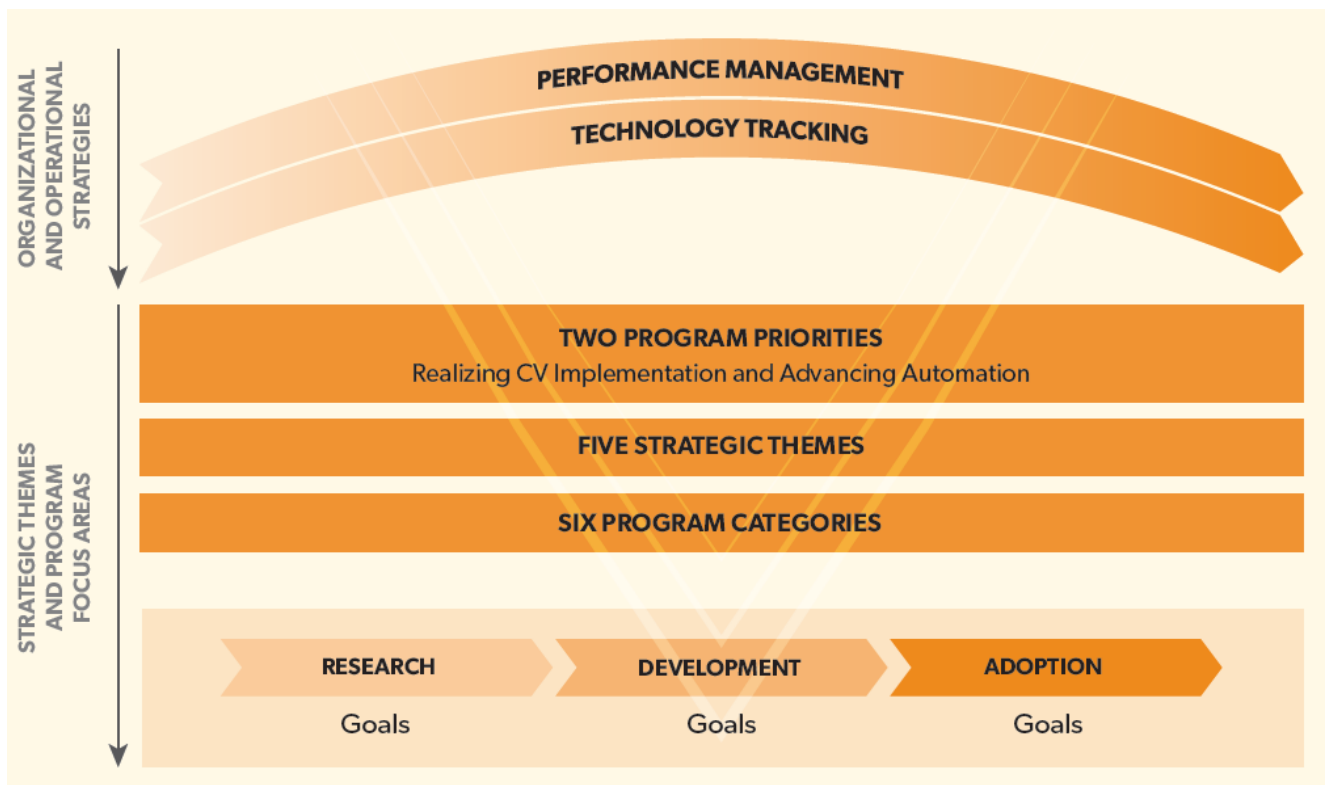 ORGANIZATIONAL
AND OPERATIONAL
STRATEGIES
PERFORMANCE MANAGEMENT
TECHNOLOGY TRACKING
STRATEGIC THEMES
AND PROGRAM
FOCUS AREAS
TWO PROGRAM PRIORITIES
Realizing CV Implementation and Advancing Automation
FIVE STRATEGIC THEMES
SIX PROGRAM CATEGORIES
RESEARCH
DEVELOPMENT
ADOPTION
Goals
Goals
Goals